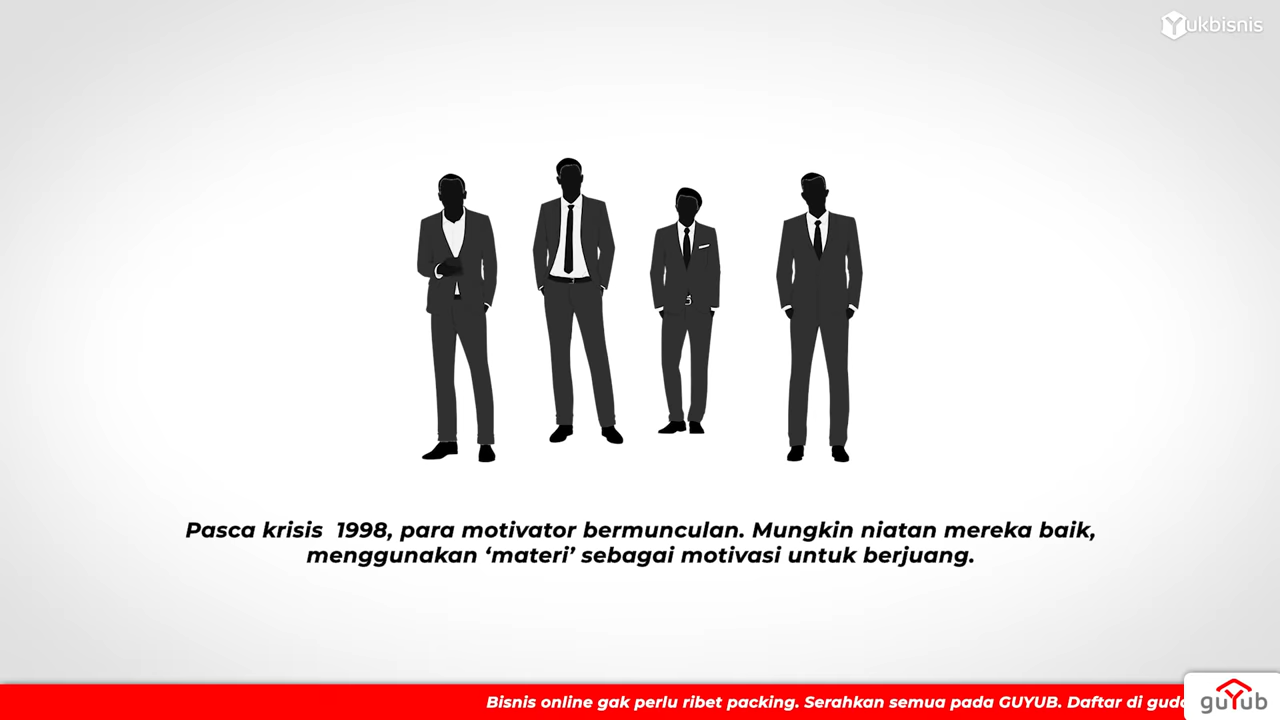 Yukbisnis
Pasca krisis  1998, para motivator bermunculan. Mungkin niatan mereka baik,
menggunakan ‘materi’ sebagai motivasi untuk berjuang.
Bisnis online gak perlu ribet packing. Serahkan semua pada GUYUB. Daftar di
guYub